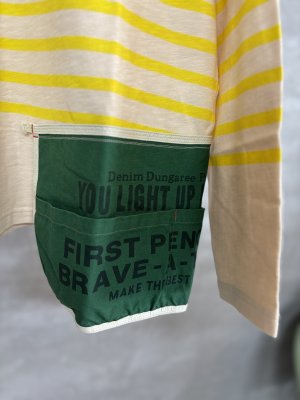 Denim Dungaree
YOU LIGHT UP
FIRST PEN
BRAVE-A-T
MAKE THE BEST